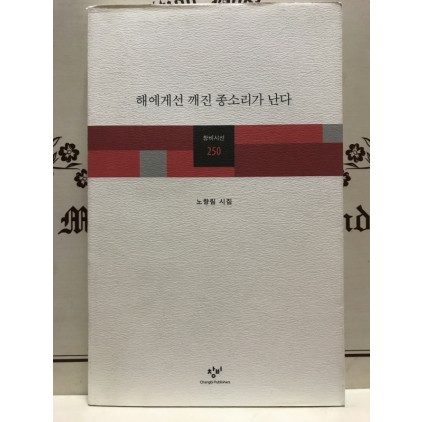 해에게선 깨진 종소리가 난다
창비시선
250
노향림 시집
창비
Changbi Publishers